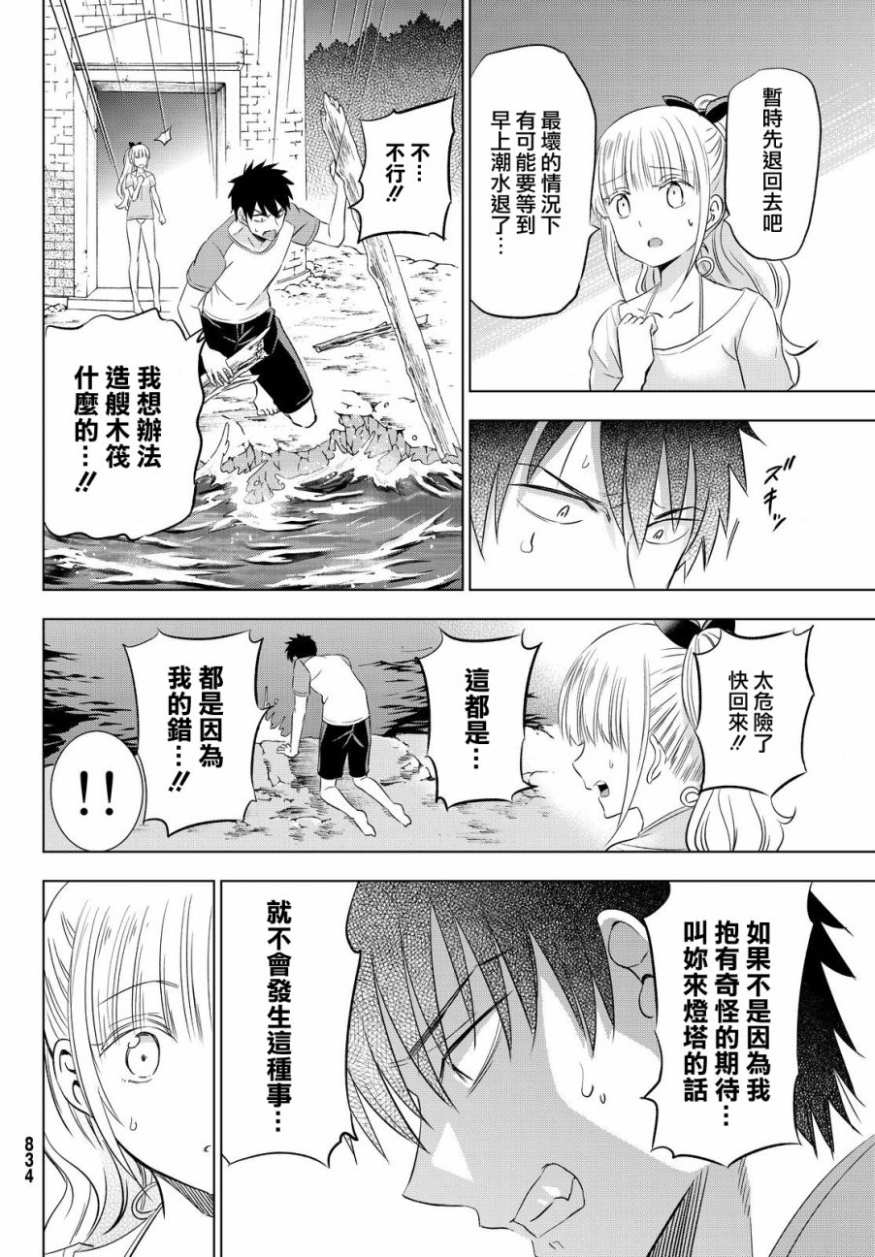 暫時先退回去吧
最壞的情況下
有可能要等到
早上潮水退了…
ズキッ
不…
不行!!
我想辦法
造艘木筏
什麼的…!!
太危險了
快回來!!
這都是…
都是因為
我的錯…!!
!!
如果不是因為我
抱有奇怪的期待…
叫妳來燈塔的話
就不會發生這種事…
834